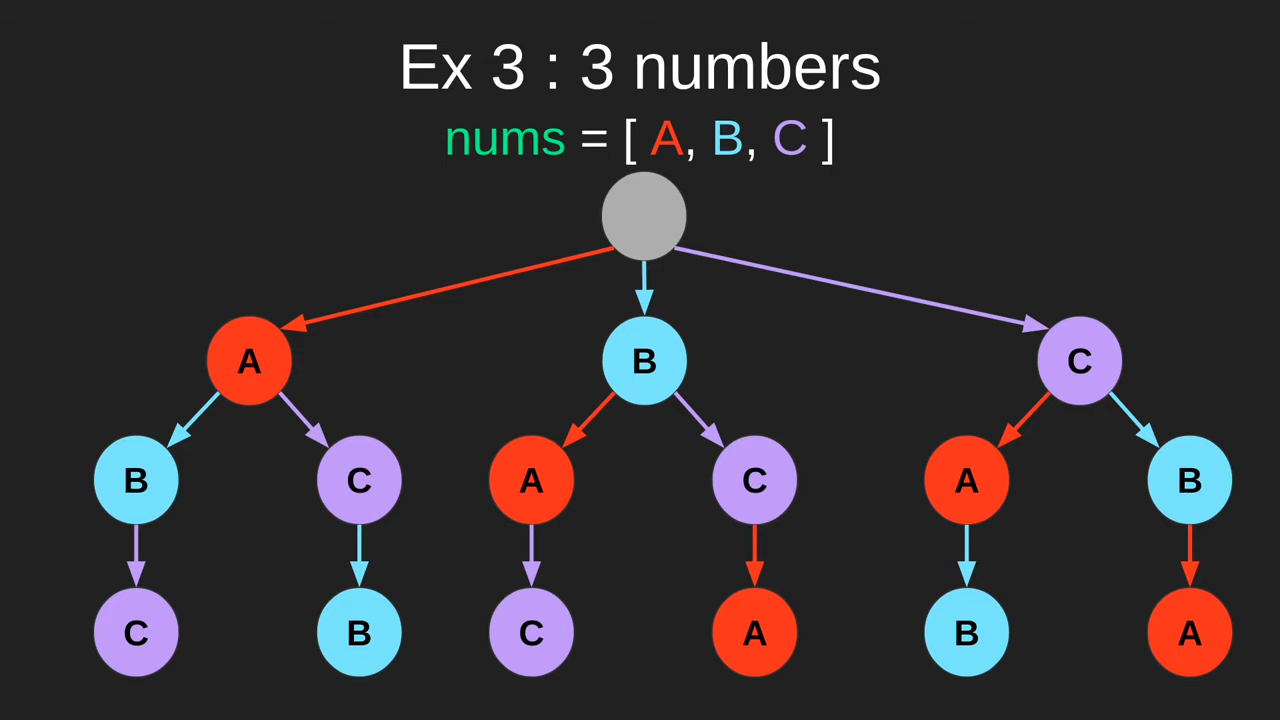 Ex 3 : 3 numbers
nums = [ A, B, C ]
A B C
B C A C A B
C B C A B A